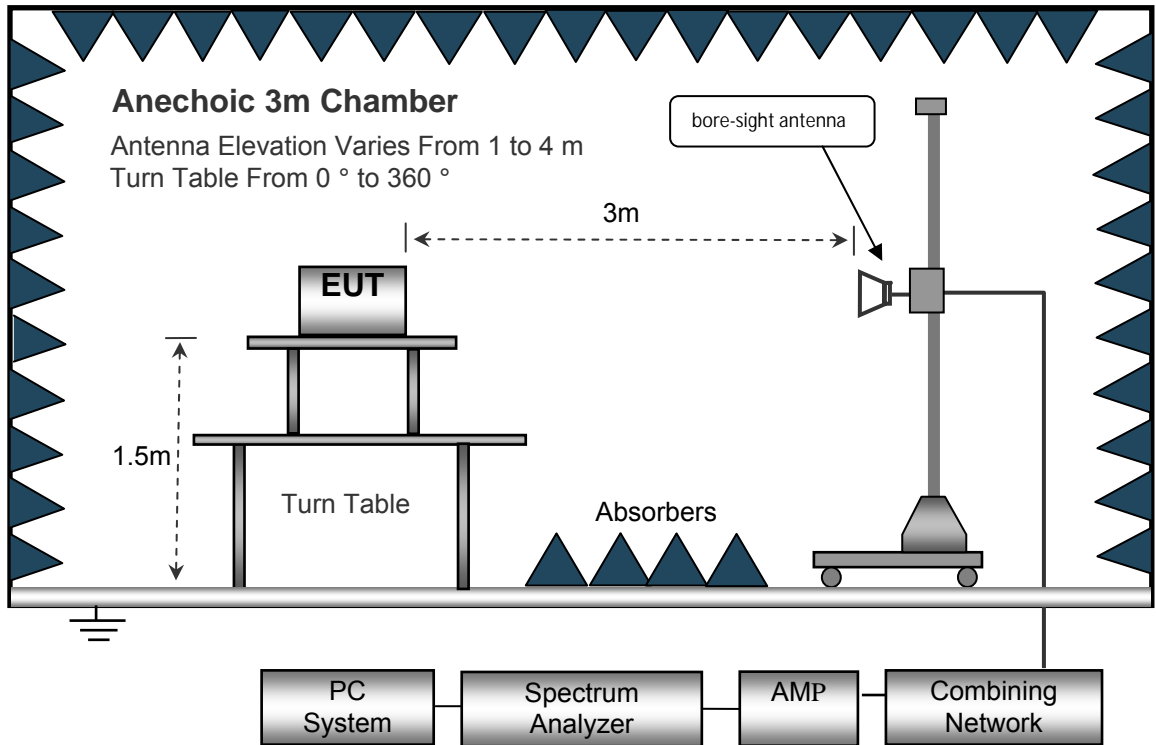 Anechoic 3m Chamber
Antenna Elevation Varies From 1 to 4 m
Turn Table From 0 ° to 360 °
bore-sight antenna
3m
EUT
1.5m
Turn Table
Absorbers
PC
System
Spectrum
Analyzer
AMP
Combining
Network